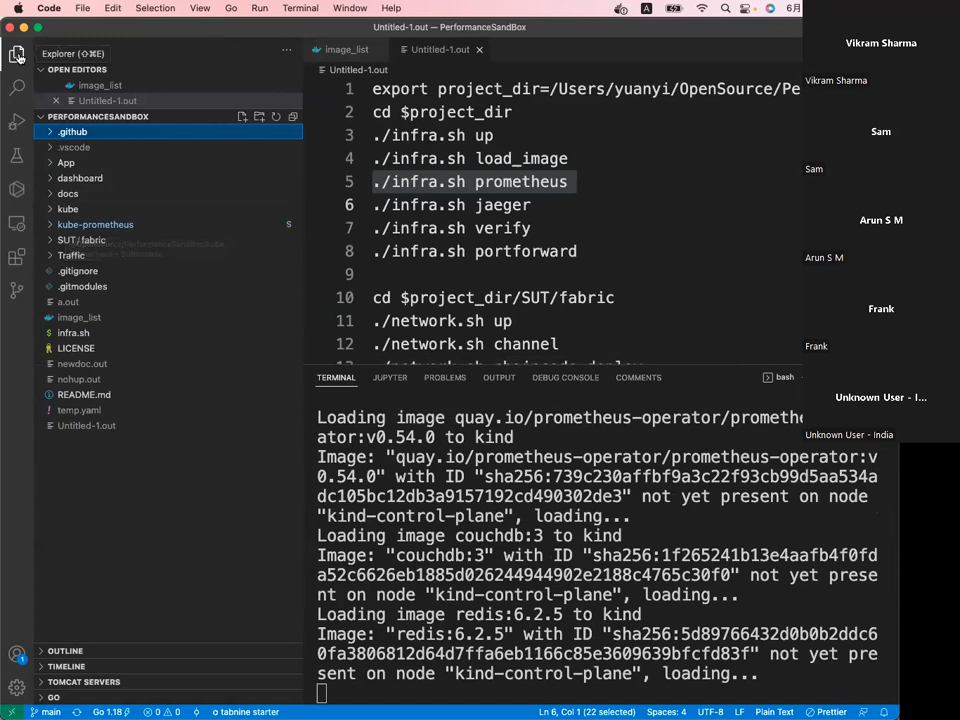 Code File Edit Selection View Go Run Terminal Window Help A 6月
Untitled-1.out — PerformanceSandBox
Explorer (⇧⌘E)
OPEN EDITORS
image_list
Untitled-1.out
PERFORMANCESANDBOX
.github
.vscode
App
dashboard
docs
kube
kube-prometheus S
SUT/fabric
Traffic
.gitignore
.gitmodules
a.out
image_list
infra.sh
LICENSE
newdoc.out
nohup.out
README.md
temp.yaml
Untitled-1.out
OUTLINE
TIMELINE
TOMCAT SERVERS
GO
image_list Untitled-1.out
Untitled-1.out
1 export project_dir=/Users/yuanyi/OpenSource/Pe
2 cd $project_dir
3 ./infra.sh up
4 ./infra.sh load_image
5 ./infra.sh prometheus
6 ./infra.sh jaeger
7 ./infra.sh verify
8 ./infra.sh portforward
9
10 cd $project_dir/SUT/fabric
11 ./network.sh up
12 ./network.sh channel
TERMINAL JUPYTER PROBLEMS OUTPUT DEBUG CONSOLE COMMENTS bash
Loading image quay.io/prometheus-operator/promethe
ator:v0.54.0 to kind
Image: "quay.io/prometheus-operator/prometheus-operator:v
0.54.0" with ID "sha256:739c230affbf9a3c22f93cb99d5aa534a
dc105bc12db3a9157192cd490302de3" not yet present on node
"kind-control-plane", loading...
Loading image couchdb:3 to kind
Image: "couchdb:3" with ID "sha256:1f265241b13e4aafb4f0fd
a52c6626eb1885d026244944902e2188c4765c30f0" not yet prese
nt on node "kind-control-plane", loading...
Loading image redis:6.2.5 to kind
Image: "redis:6.2.5" with ID "sha256:5d89766432d0b0b2ddc6
0fa3806812d64d7ffa6eb1166c85e3609639bfcfd83f" not yet pre
sent on node "kind-control-plane", loading...
Vikram Sharma
Vikram Sharma
Sam
Sam
Arun S M
Arun S M
Frank
Frank
Unknown User - I...
Unknown User - India
1
main Go 1.18 0 0 tabnine starter Ln 6, Col 1 (22 selected) Spaces: 4 UTF-8 LF Plain Text Prettier